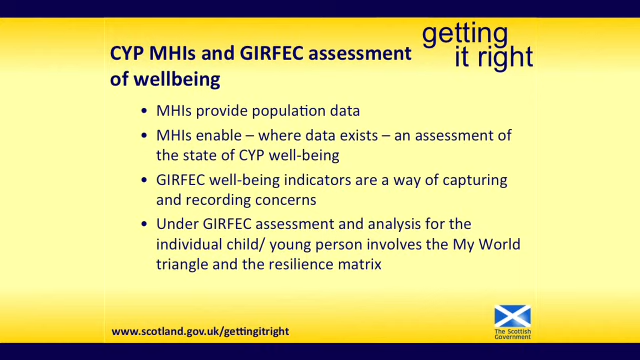 getting
it right
CYP MHIs and GIRFEC assessment
of wellbeing
• MHIs provide population data
• MHIs enable – where data exists – an assessment of
the state of CYP well-being
• GIRFEC well-being indicators are a way of capturing
and recording concerns
• Under GIRFEC assessment and analysis for the
individual child/ young person involves the My World
triangle and the resilience matrix
www.scotland.gov.uk/gettingitright
The Scottish
Government